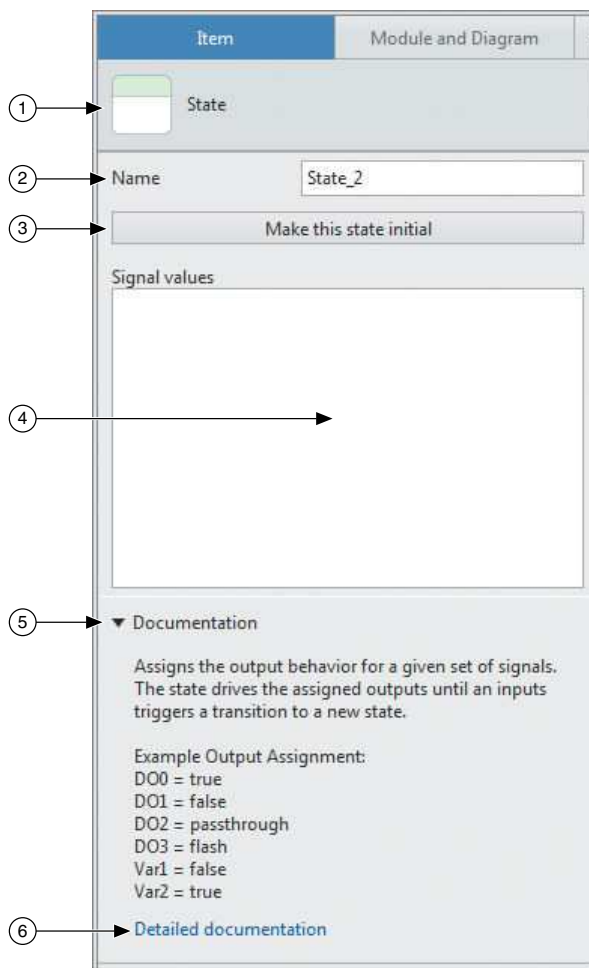 Item Module and Diagram
1 State
2 Name State_2
3 Make this state initial
Signal values
4
5 Documentation
Assigns the output behavior for a given set of signals.
The state drives the assigned outputs until an inputs
triggers a transition to a new state.
Example Output Assignment:
DO0 = true
DO1 = false
DO2 = passthrough
DO3 = flash
Var1 = false
Var2 = true
6 Detailed documentation